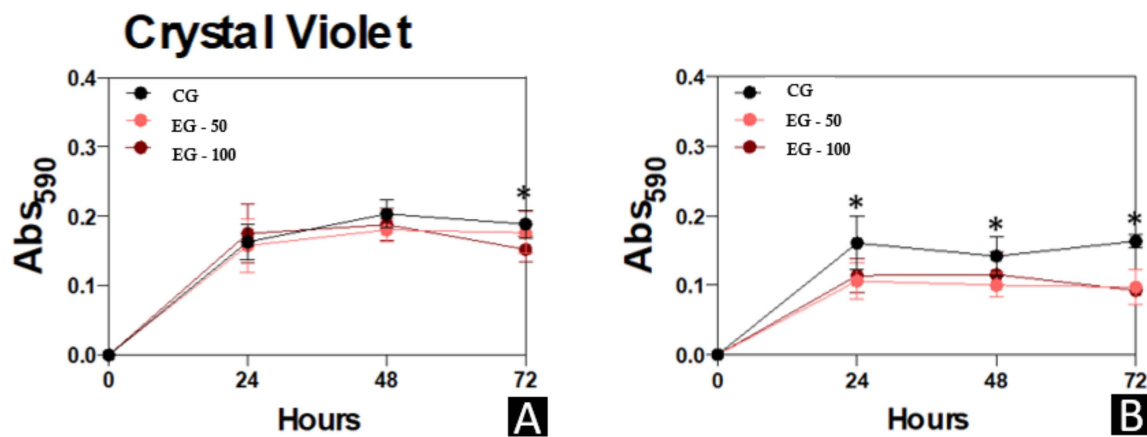 Crystal Violet
0.4
0.3
0.2
0.1
0.0
Abs590
CG
EG - 50
EG - 100
*
0 24 48 72
Hours
A
0.4
0.3
0.2
0.1
0.0
Abs590
CG
EG - 50
EG - 100
* * *
0 24 48 72
Hours
B